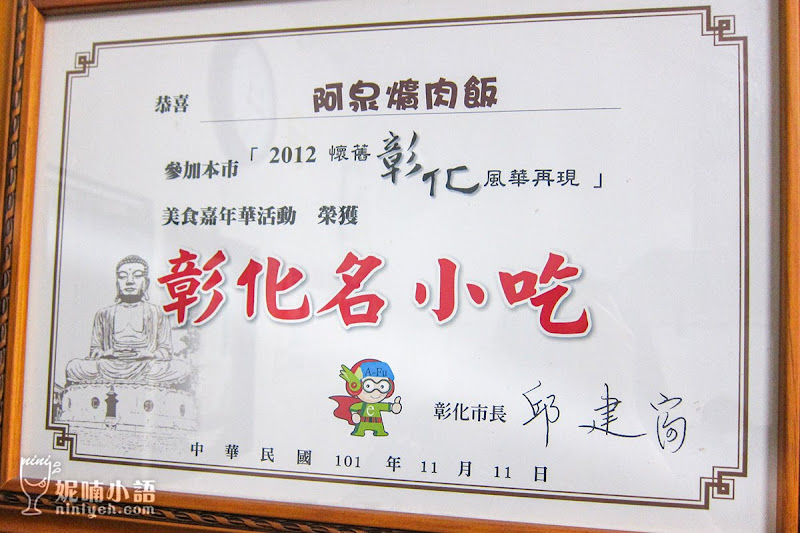 恭喜 阿泉爌肉飯
參加本市「2012 懷舊彰化風華再現」
美食嘉年華活動 榮獲
彰化名小吃
A-Fu
e
彰化市長 邱建富
中華民國 101 年 11 月 11 日
nini
妮喃小語
niniyeh.com